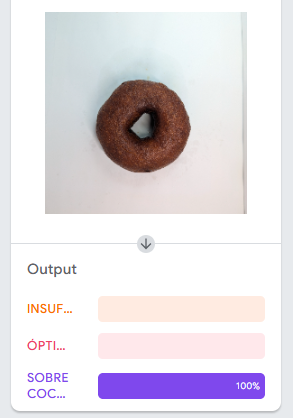 Output
INSUF...
ÓPTI...
SOBRE
COC...
100%